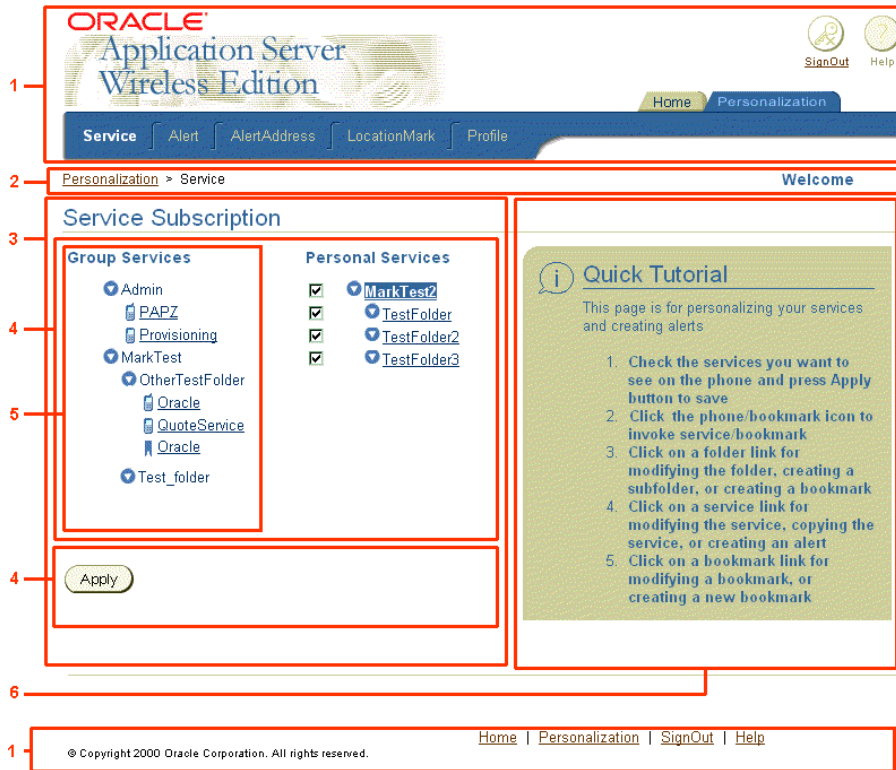 ORACLE
Application Server
Wireless Edition
SignOut
Help
1
Home
Personalization
Service
Alert
AlertAddress
LocationMark
Profile
2
Personalization > Service
Welcome
Service Subscription
3
Group Services
Personal Services
Admin
MarkTest2
PAPZ
TestFolder
4
Provisioning
TestFolder2
MarkTest
TestFolder3
OtherTestFolder
5
Oracle
QuoteService
Oracle
Test_folder
i
Quick Tutorial
This page is for personalizing your services
and creating alerts
1. Check the services you want to
see on the phone and press Apply
button to save
2. Click the phone/bookmark icon to
invoke service/bookmark
3. Click on a folder link for
modifying the folder, creating a
subfolder, or creating a bookmark
4. Click on a service link for
modifying the service, copying the
service, or creating an alert
5. Click on a bookmark link for
modifying a bookmark, or
creating a new bookmark
4
Apply
6
1
Home | Personalization | SignOut | Help
© Copyright 2000 Oracle Corporation. All rights reserved.